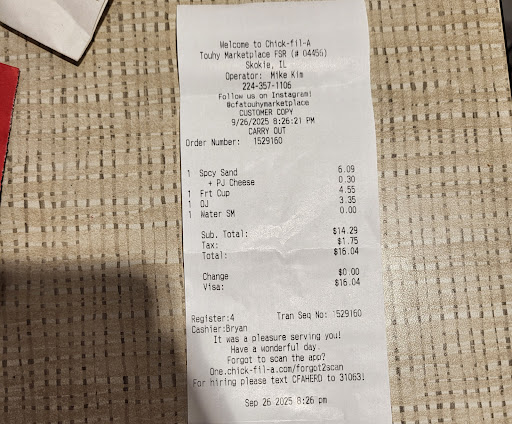 Welcome to Chick-fil-A
Touhy Marketplace FSR (# 04456)
Skokie, IL
Operator: Mike Kim
224-357-1106
Follow us on Instagram!
@cfatouhymarketplace
CUSTOMER COPY
9/26/2025 8:26:21 PM
CARRY OUT
Order Number: 1529160
1 Spcy Sand 6.09
+ PJ Cheese 0.30
1 Frt Cup 4.55
1 OJ 3.35
1 Water SM 0.00
Sub. Total: $14.29
Tax: $1.75
Total: $16.04
Change $0.00
Visa: $16.04
Register:4 Tran Seq No: 1529160
Cashier:Bryan
It was a pleasure serving you!
Have a wonderful day.
Forgot to scan the app?
One.chick-fil-a.com/forgot2scan
For hiring please text CFAHERD to 31063!
Sep 26 2025 8:26 pm